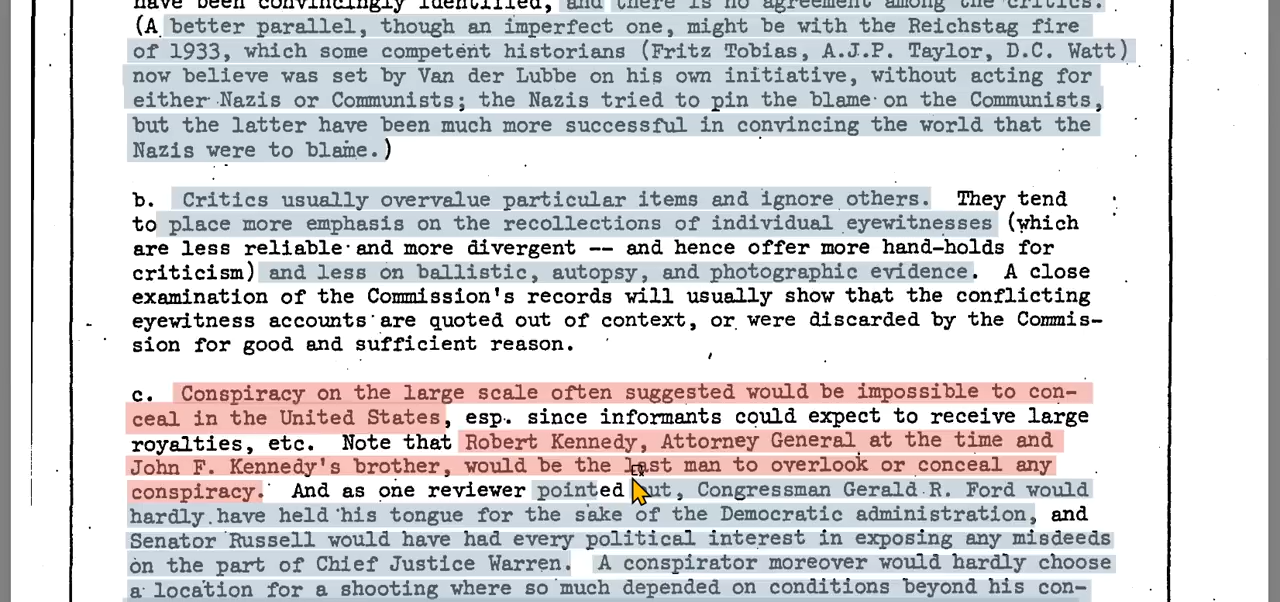 have been convincingly identified, and there is no agreement among the critics.
(A better parallel, though an imperfect one, might be with the Reichstag fire
of 1933, which some competent historians (Fritz Tobias, A.J.P. Taylor, D.C. Watt)
now believe was set by Van der Lubbe on his own initiative, without acting for
either Nazis or Communists; the Nazis tried to pin the blame on the Communists,
but the latter have been much more successful in convincing the world that the
Nazis were to blame.)
b. Critics usually overvalue particular items and ignore others. They tend
to place more emphasis on the recollections of individual eyewitnesses (which
are less reliable and more divergent -- and hence offer more hand-holds for
criticism) and less on ballistic, autopsy, and photographic evidence. A close
examination of the Commission's records will usually show that the conflicting
eyewitness accounts are quoted out of context, or were discarded by the Commis-
sion for good and sufficient reason.
c. Conspiracy on the large scale often suggested would be impossible to con-
ceal in the United States, esp. since informants could expect to receive large
royalties, etc. Note that Robert Kennedy, Attorney General at the time and
John F. Kennedy's brother, would be the last man to overlook or conceal any
conspiracy. And as one reviewer pointed out, Congressman Gerald R. Ford would
hardly have held his tongue for the sake of the Democratic administration, and
Senator Russell would have had every political interest in exposing any misdeeds
on the part of Chief Justice Warren. A conspirator moreover would hardly choose
a location for a shooting where so much depended on conditions beyond his con-